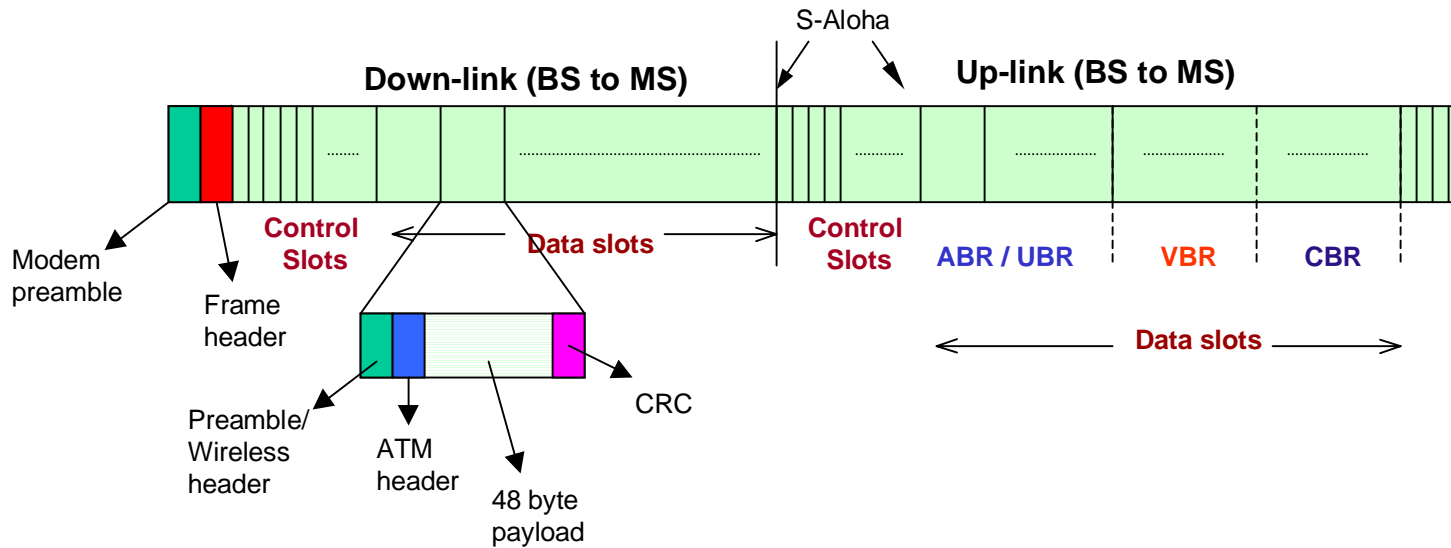 S-Aloha
Down-link (BS to MS)
Up-link (BS to MS)
Control
Slots
Data slots
Control
Slots
ABR / UBR
VBR
CBR
Modem
preamble
Frame
header
Data slots
CRC
Preamble/
Wireless
header
ATM
header
48 byte
payload